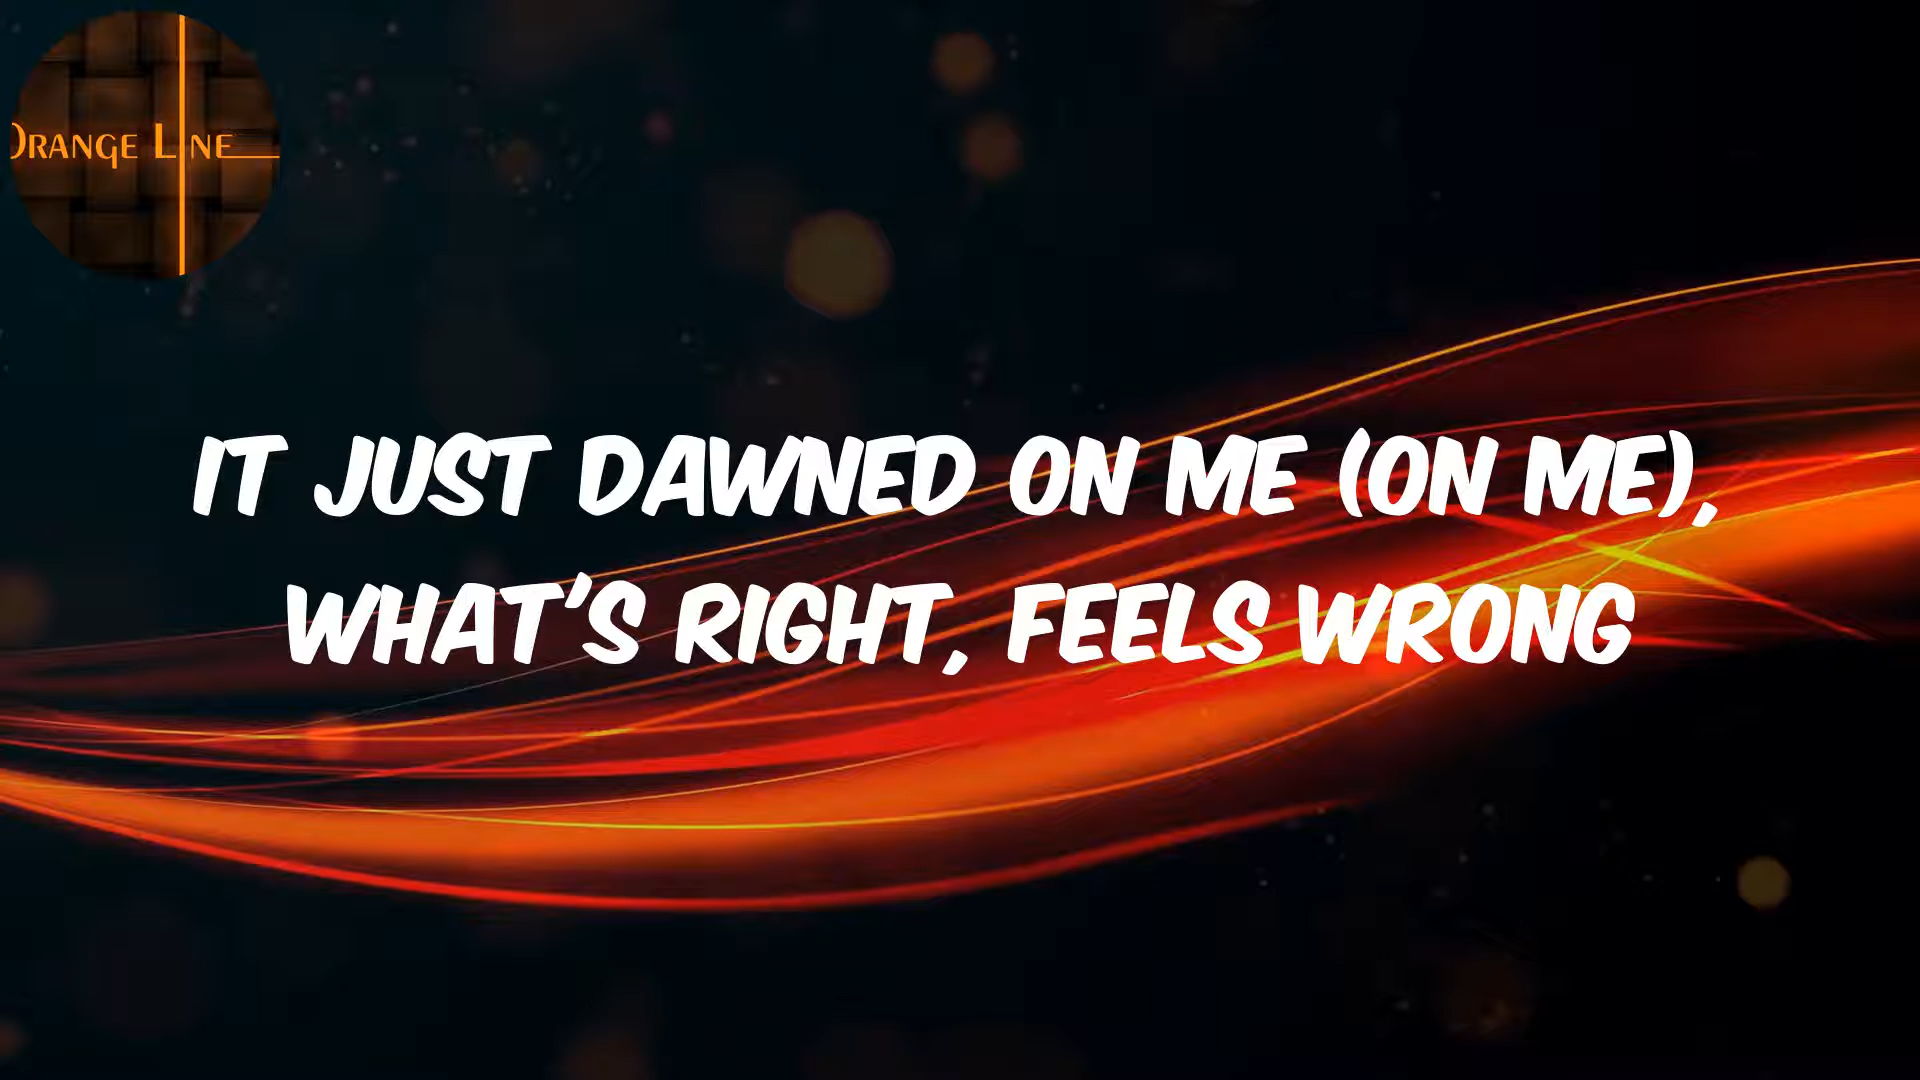 ORANGE LINE
IT JUST DAWNED ON ME (ON ME),
WHAT'S RIGHT, FEELS WRONG